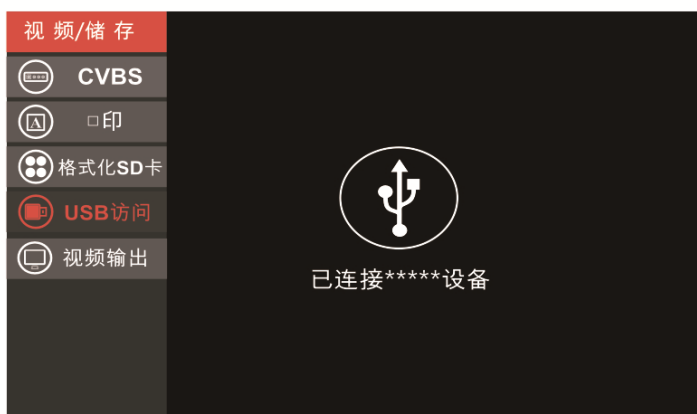 视 频/储 存
CVBS
□印
格式化SD卡
USB访问
视频输出
已连接*****设备